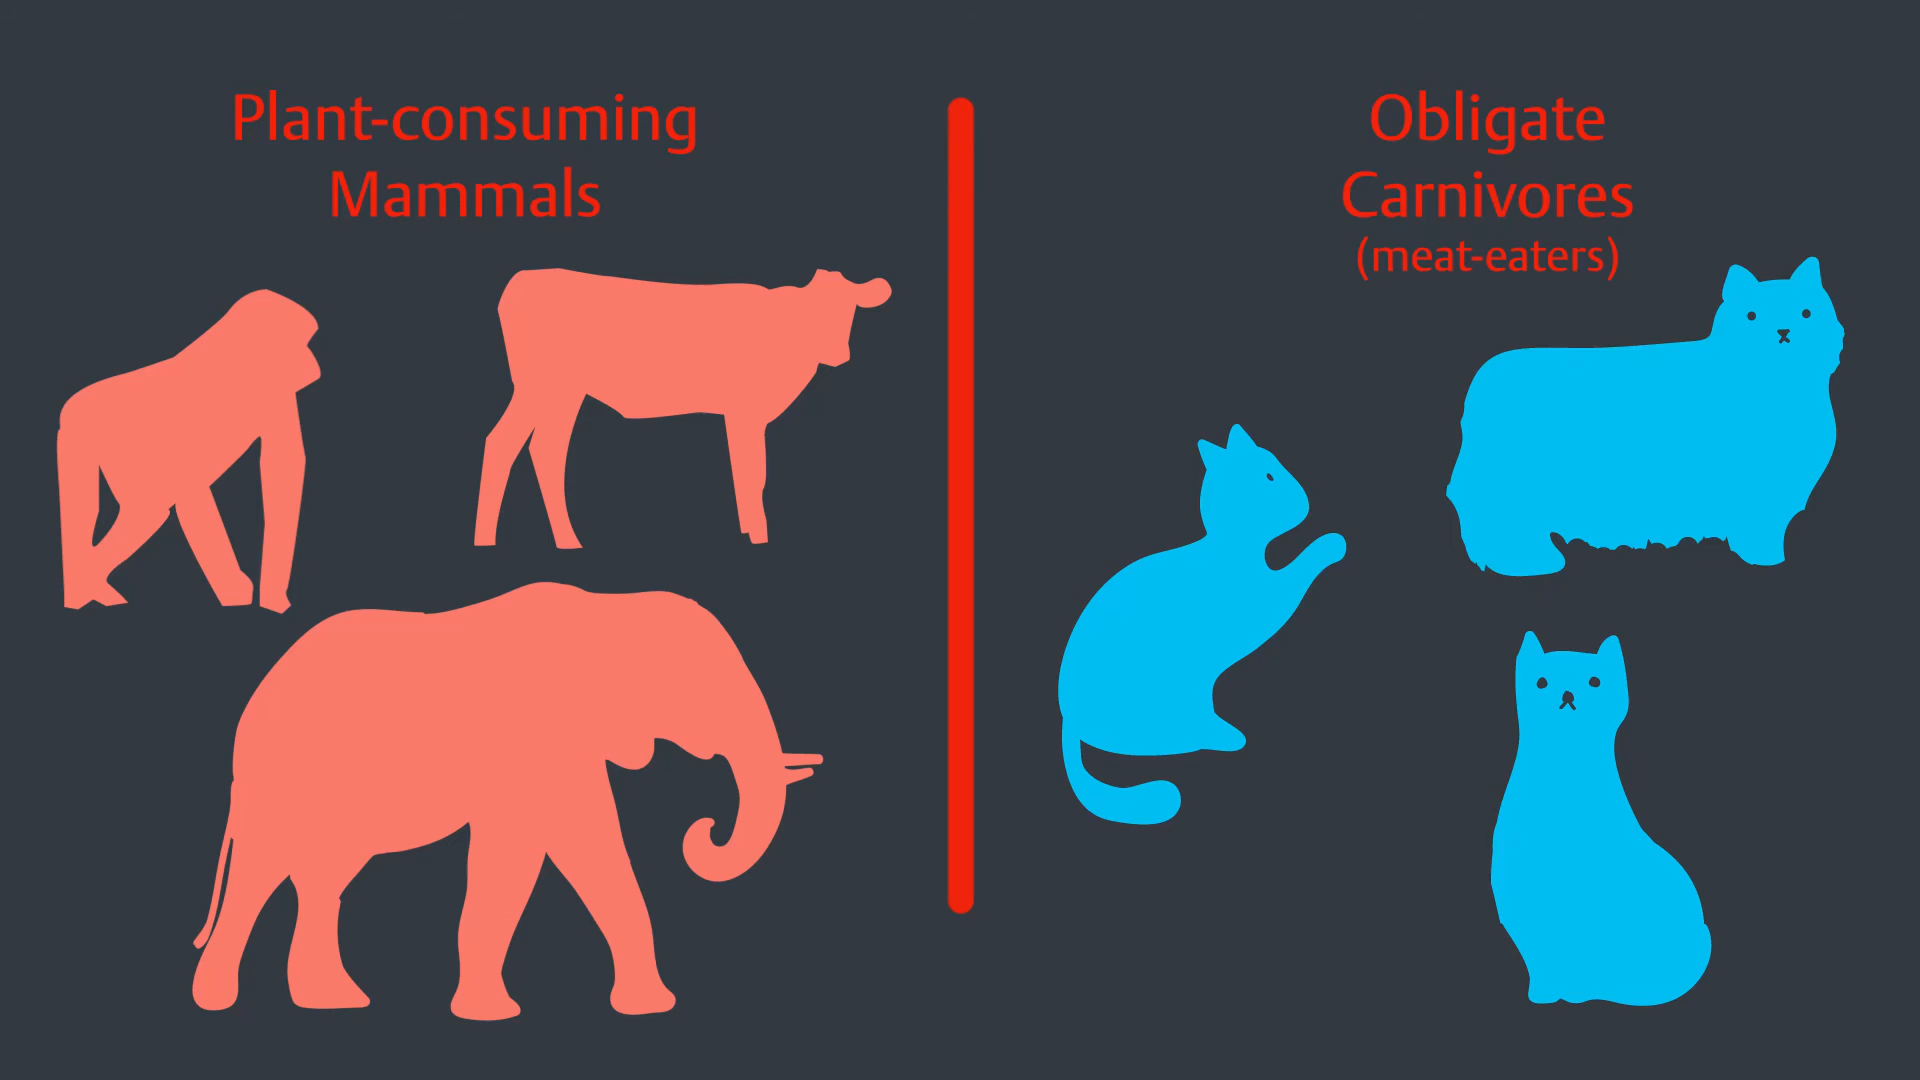 Plant-consuming
Mammals
Obligate
Carnivores
(meat-eaters)